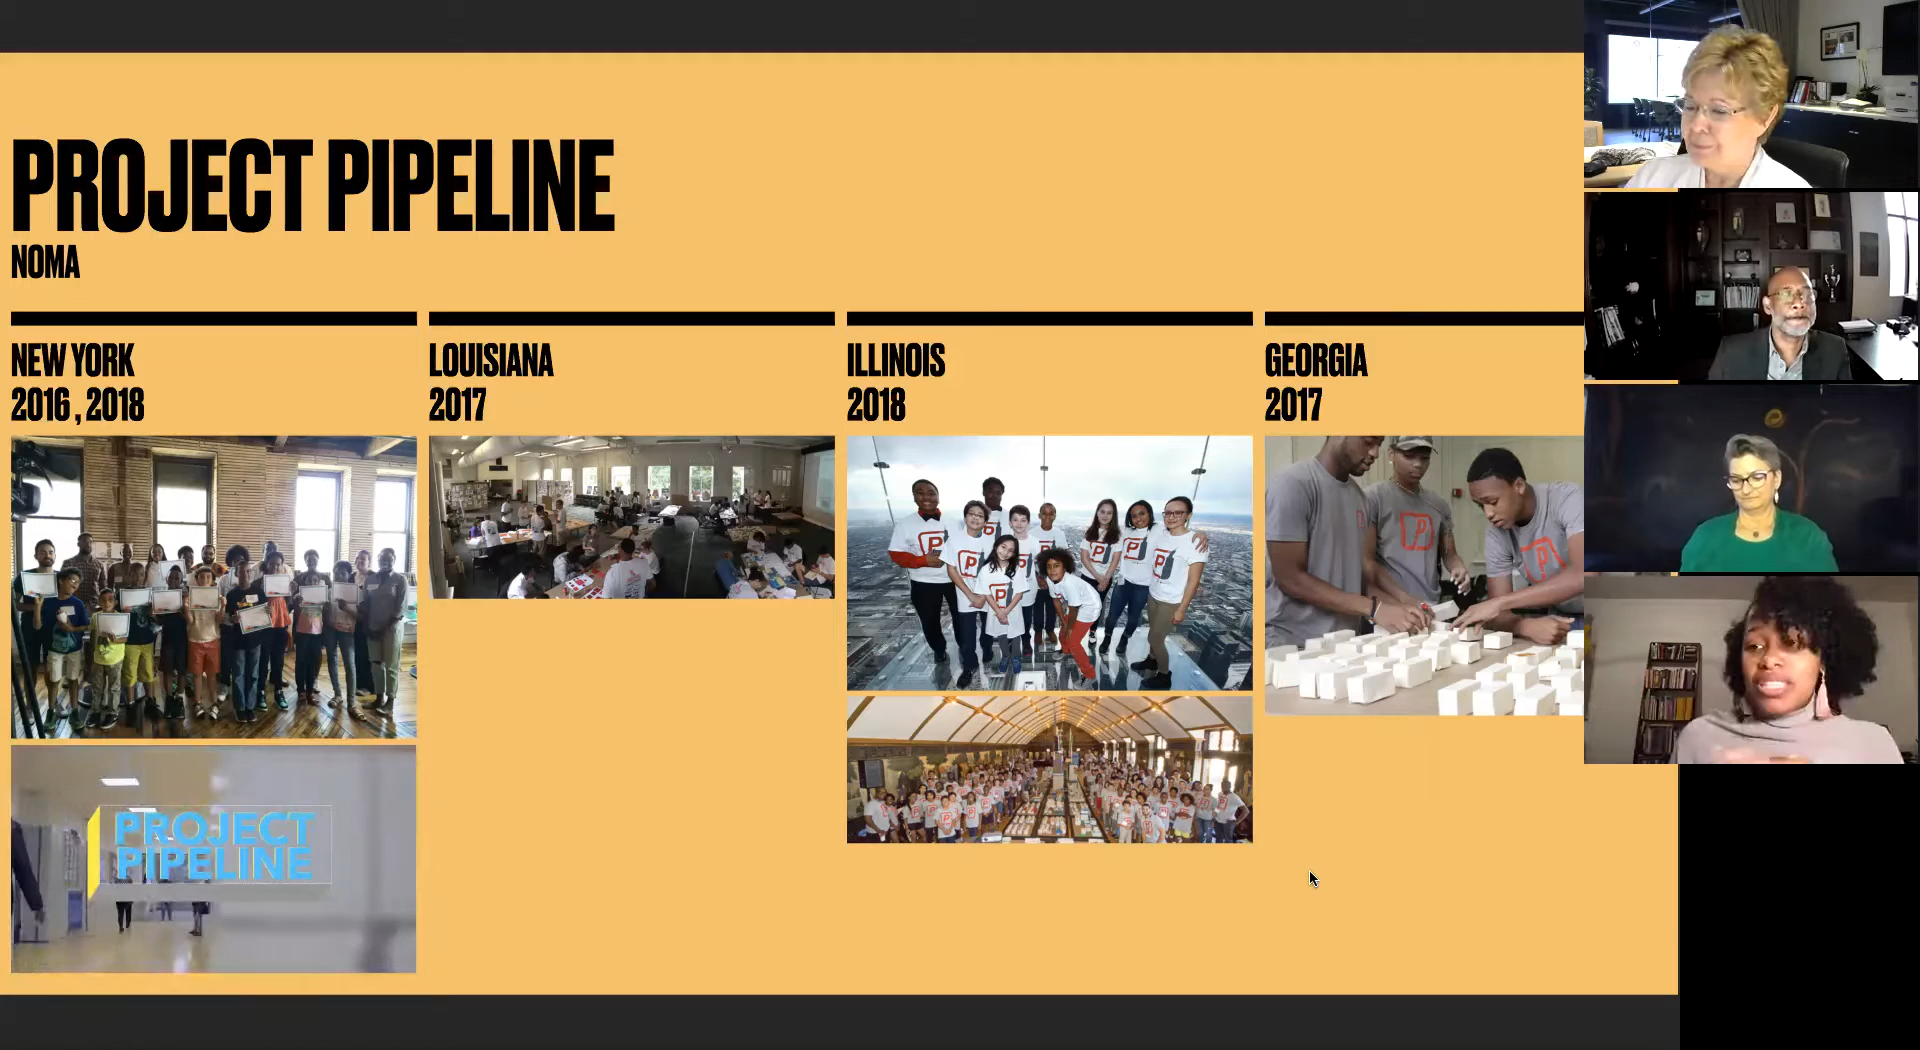 PROJECT PIPELINE
NOMA
NEW YORK
2016 , 2018
LOUISIANA
2017
ILLINOIS
2018
GEORGIA
2017
P
P
P
P
P
P
P
P
PROJECT
PIPELINE